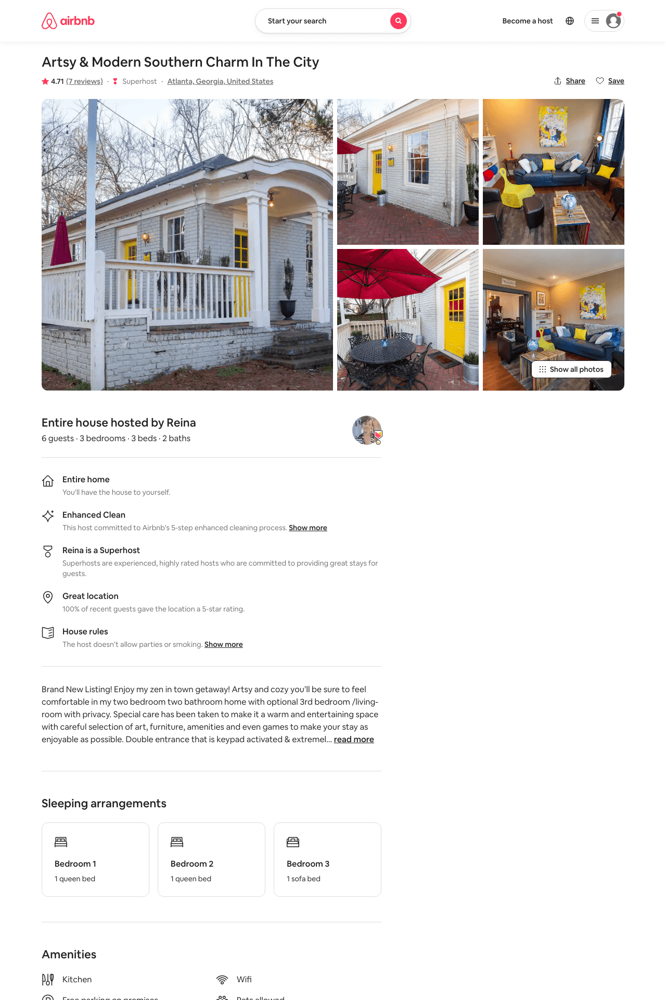 airbnb
Start your search
Become a host
Artsy & Modern Southern Charm In The City
4.71 (7 reviews) · Superhost · Atlanta, Georgia, United States
Share
Save
Show all photos
Entire house hosted by Reina
6 guests · 3 bedrooms · 3 beds · 2 baths
Entire home
You’ll have the house to yourself.
Enhanced Clean
This host committed to Airbnb's 5-step enhanced cleaning process. Show more
Reina is a Superhost
Superhosts are experienced, highly rated hosts who are committed to providing great stays for
guests.
Great location
100% of recent guests gave the location a 5-star rating.
House rules
The host doesn’t allow parties or smoking. Show more
Brand New Listing! Enjoy my zen in town getaway! Artsy and cozy you’ll be sure to feel
comfortable in my two bedroom two bathroom home with optional 3rd bedroom /living-
room with privacy. Special care has been taken to make it a warm and entertaining space
with careful selection of art, furniture, amenities and even games to make your stay as
enjoyable as possible. Double entrance that is keypad activated & extremel... read more
Sleeping arrangements
Bedroom 1
1 queen bed
Bedroom 2
1 queen bed
Bedroom 3
1 sofa bed
Amenities
Kitchen
Wifi
Free parking on premises
Pets allowed